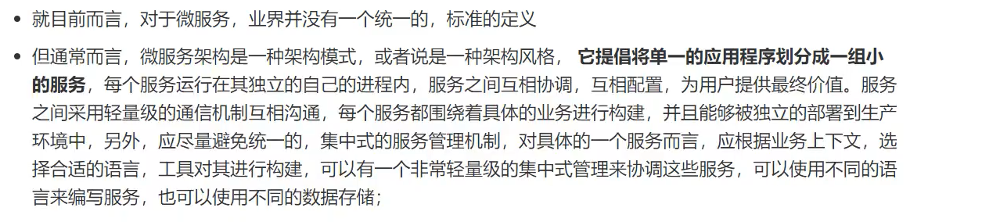 就目前而言，对于微服务，业界并没有一个统一的，标准的定义
但通常而言，微服务架构是一种架构模式，或者说是一种架构风格， 它提倡将单一的应用程序划分成一组小
的服务，每个服务运行在其独立的自己的进程内，服务之间互相协调，互相配置，为用户提供最终价值。服务
之间采用轻量级的通信机制互相沟通，每个服务都围绕着具体的业务进行构建，并且能够被独立的部署到生产
环境中，另外，应尽量避免统一的，集中式的服务管理机制，对具体的一个服务而言，应根据业务上下文，选
择合适的语言，工具对其进行构建，可以有一个非常轻量级的集中式管理来协调这些服务，可以使用不同的语
言来编写服务，也可以使用不同的数据存储；